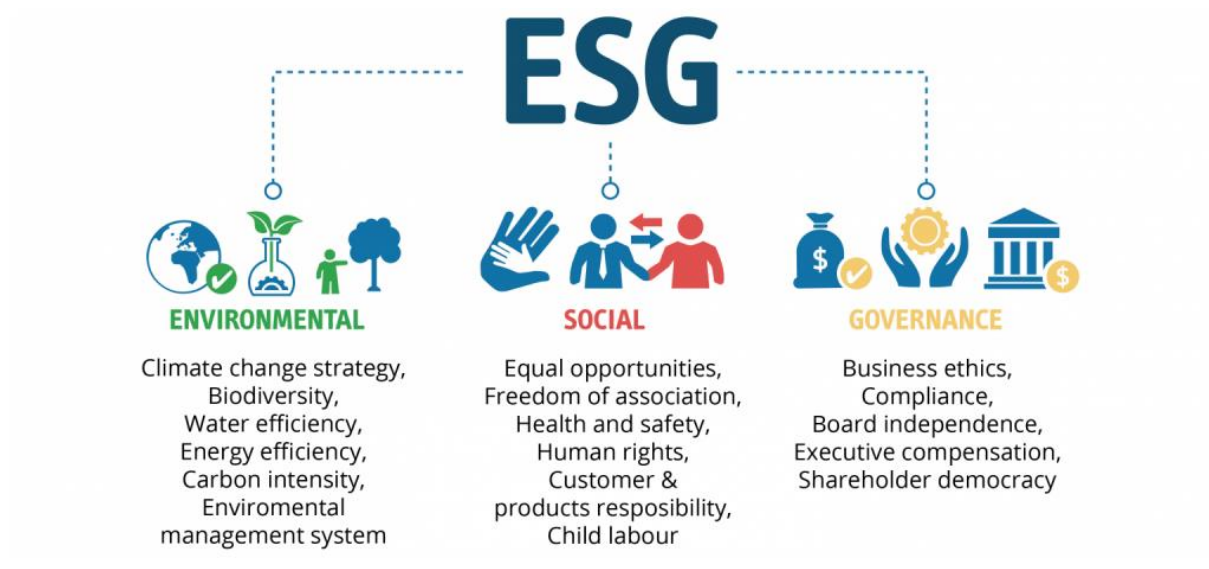 ESG
ENVIRONMENTAL
Climate change strategy,
Biodiversity,
Water efficiency,
Energy efficiency,
Carbon intensity,
Enviromental
management system
SOCIAL
Equal opportunities,
Freedom of association,
Health and safety,
Human rights,
Customer &
products resposibility,
Child labour
$
$
GOVERNANCE
Business ethics,
Compliance,
Board independence,
Executive compensation,
Shareholder democracy